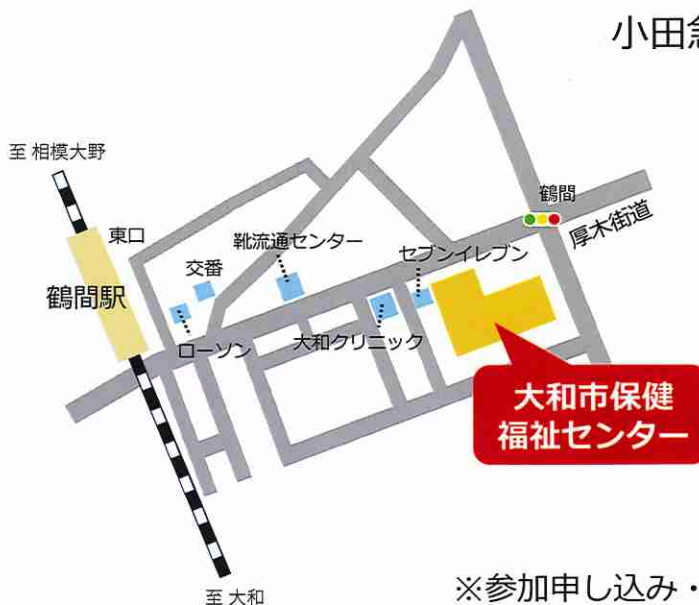 小田急
至 相模大野
鶴間
東口
靴流通センター
厚木街道
セブンイレブン
交番
鶴間駅
ローソン
大和クリニック
大和市保健
福祉センター
至 大和
※参加申し込み・